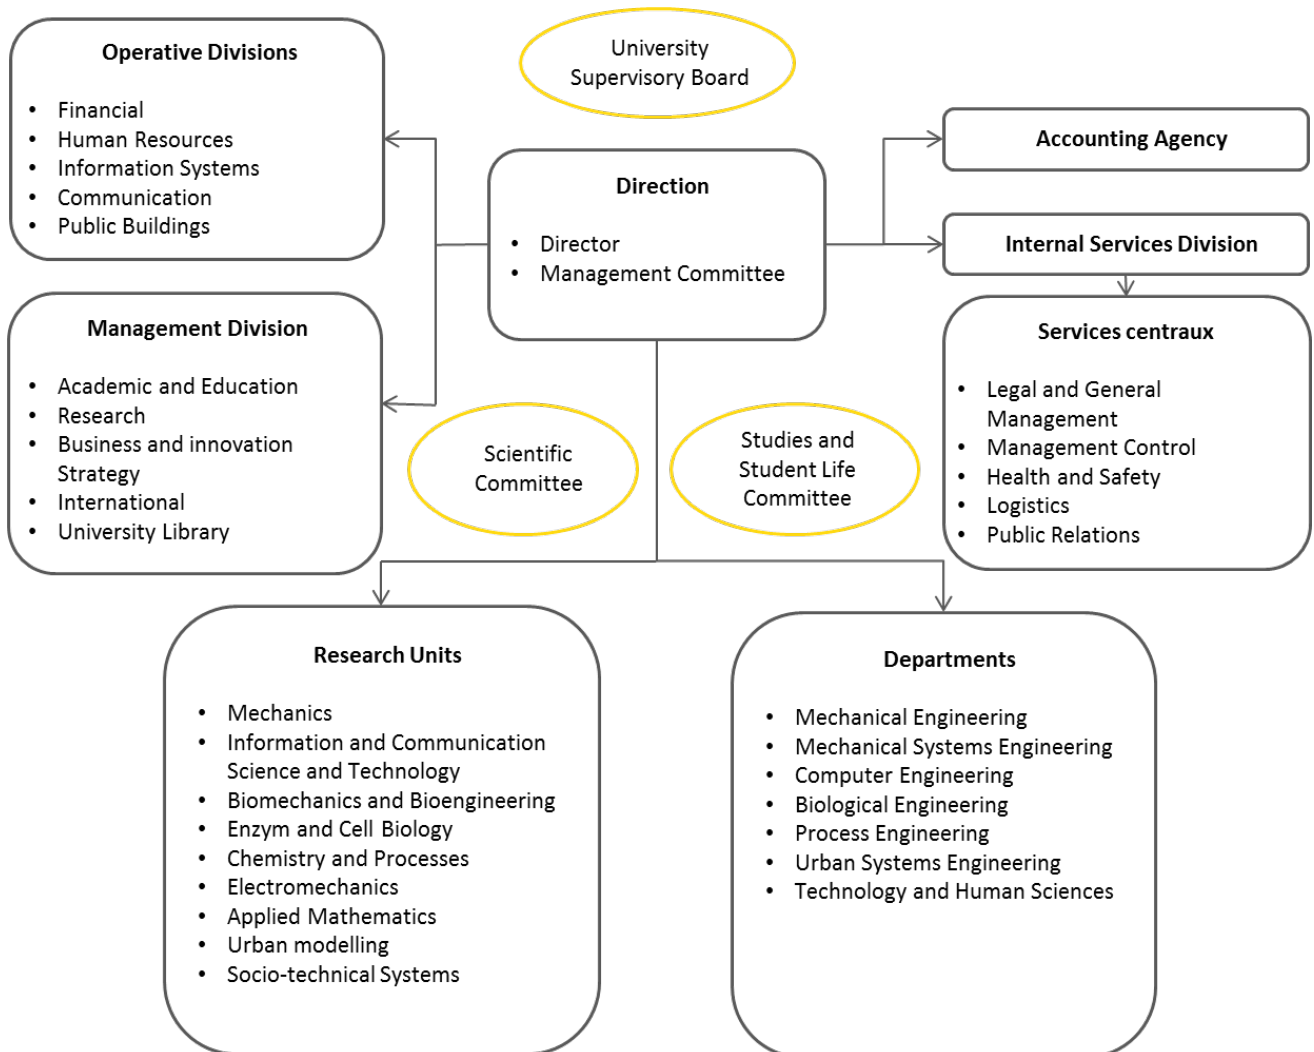 Operative Divisions
• Financial
• Human Resources
• Information Systems
• Communication
• Public Buildings
University
Supervisory Board
Direction
• Director
• Management Committee
Accounting Agency
Internal Services Division
Management Division
• Academic and Education
• Research
• Business and innovation
Strategy
• International
• University Library
Scientific
Committee
Studies and
Student Life
Committee
Services centraux
• Legal and General
Management
• Management Control
• Health and Safety
• Logistics
• Public Relations
Research Units
• Mechanics
• Information and Communication
Science and Technology
• Biomechanics and Bioengineering
• Enzym and Cell Biology
• Chemistry and Processes
• Electromechanics
• Applied Mathematics
• Urban modelling
• Socio-technical Systems
Departments
• Mechanical Engineering
• Mechanical Systems Engineering
• Computer Engineering
• Biological Engineering
• Process Engineering
• Urban Systems Engineering
• Technology and Human Sciences